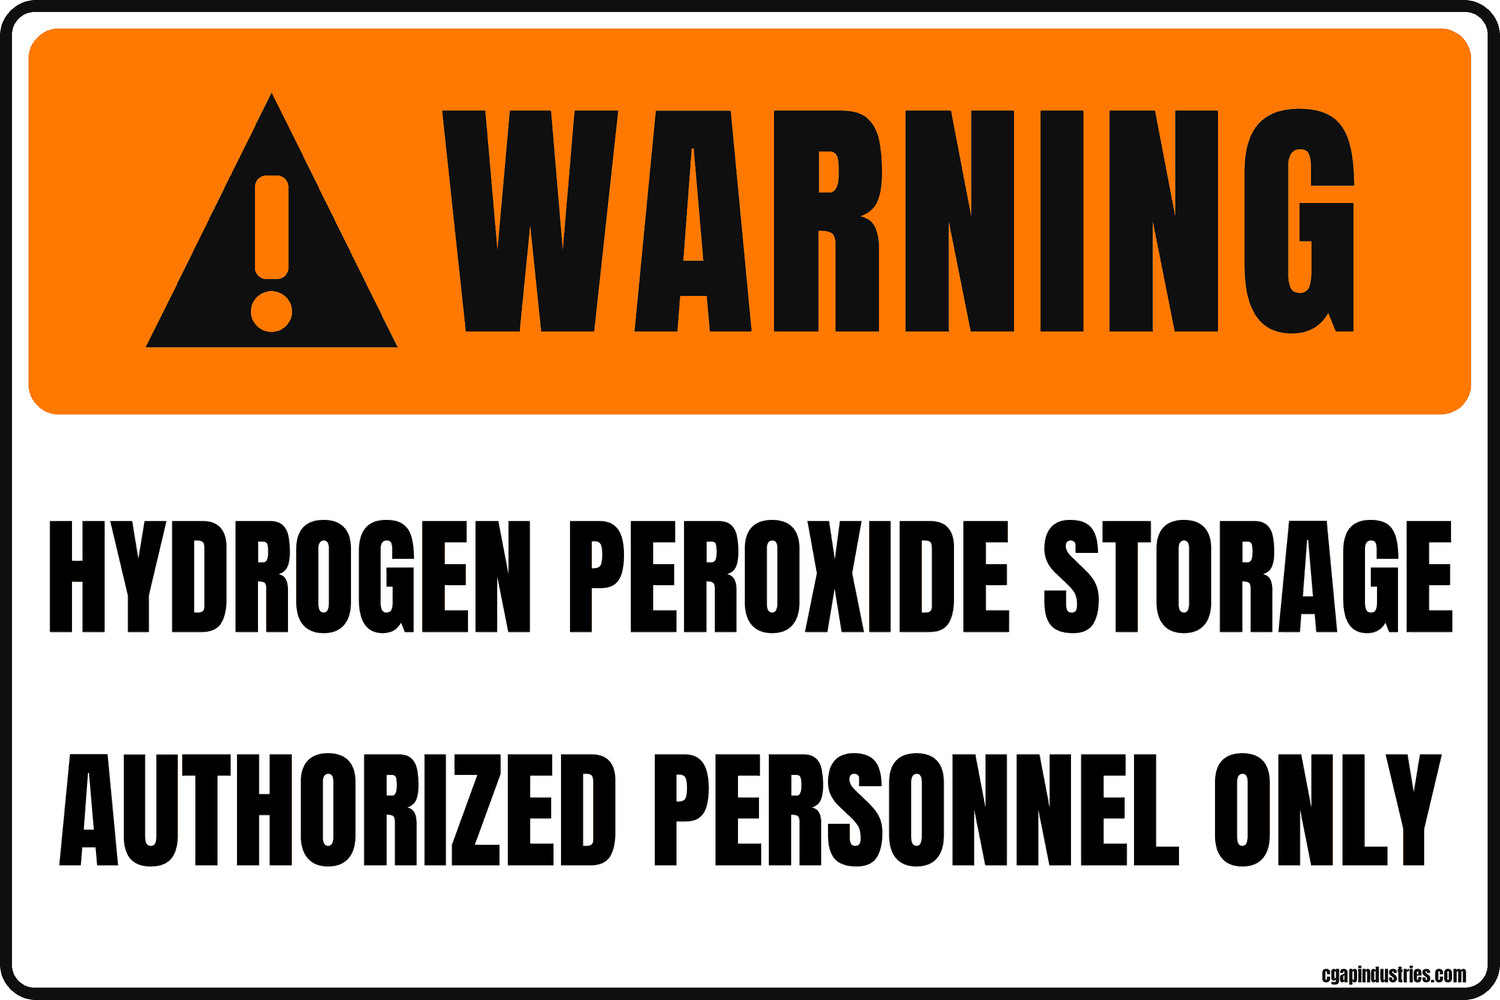 WARNING
HYDROGEN PEROXIDE STORAGE
AUTHORIZED PERSONNEL ONLY
cgapindustries.com